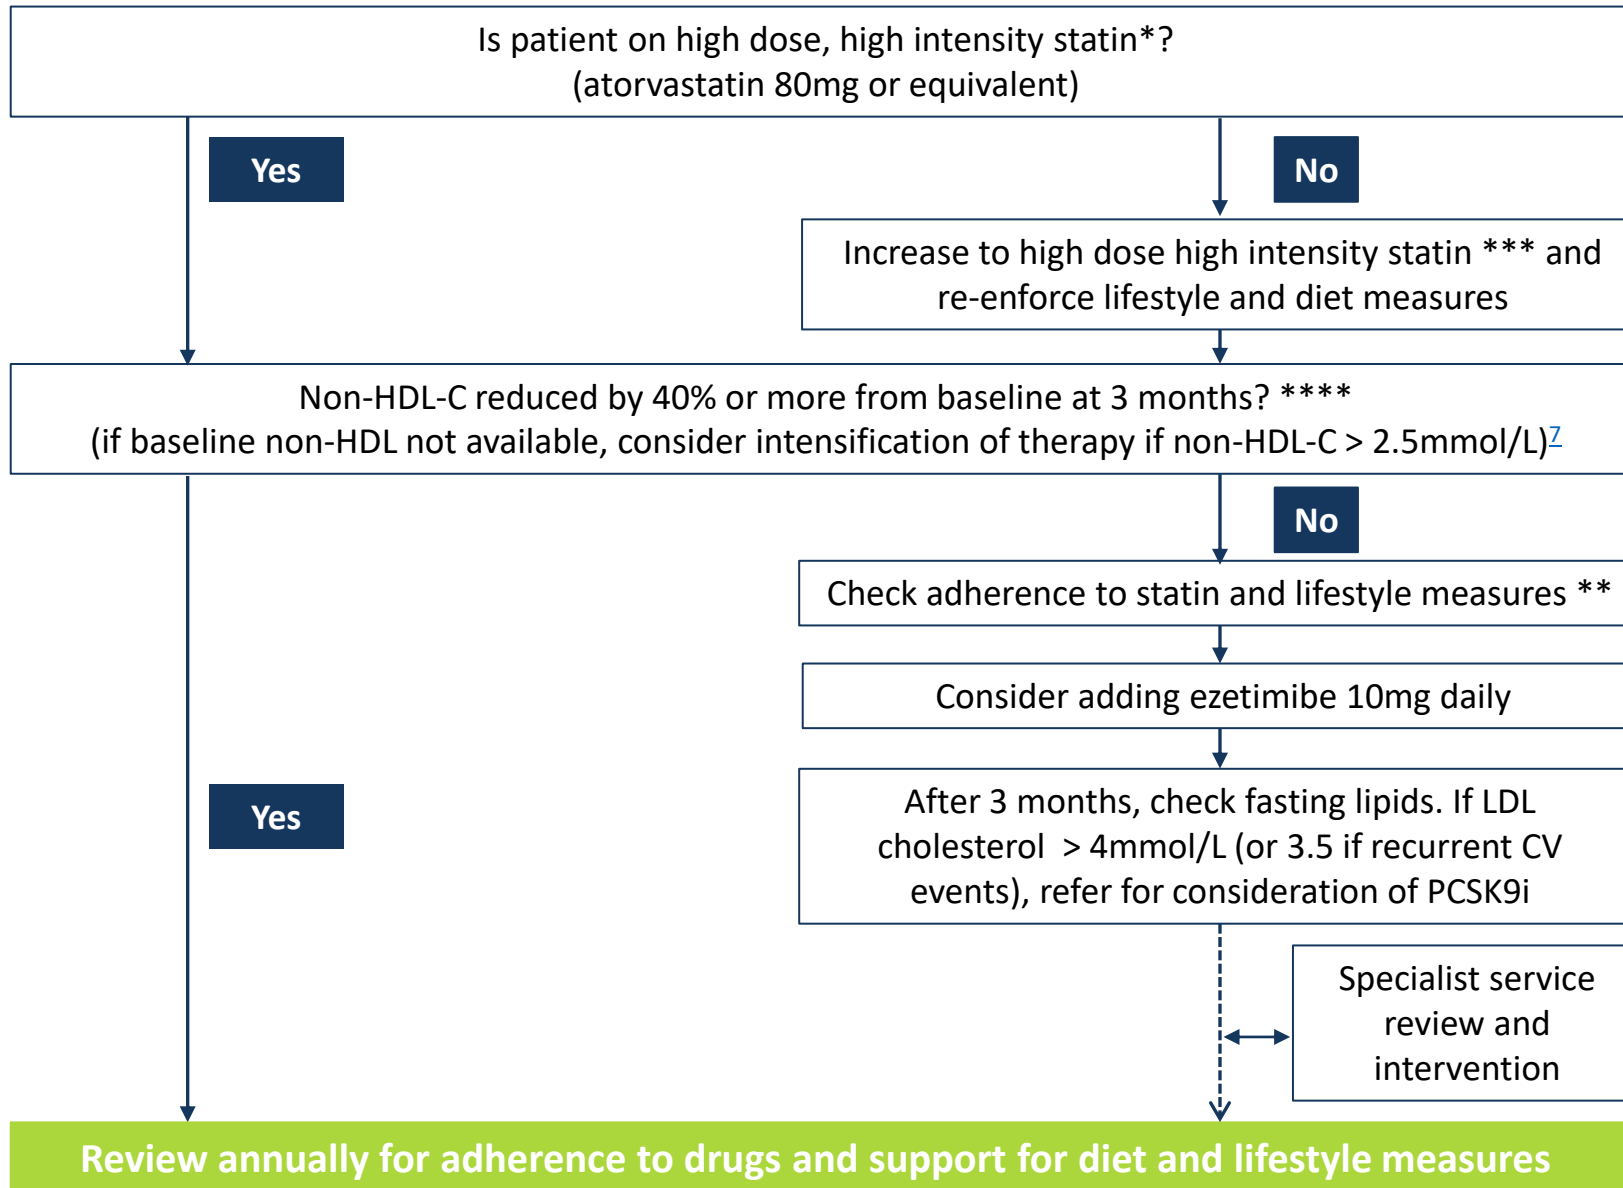 Is patient on high dose, high intensity statin*?
(atorvastatin 80mg or equivalent)
Yes
No
Increase to high dose high intensity statin *** and
re-enforce lifestyle and diet measures
Non-HDL-C reduced by 40% or more from baseline at 3 months? ****
(if baseline non-HDL not available, consider intensification of therapy if non-HDL-C > 2.5mmol/L)7
No
Check adherence to statin and lifestyle measures **
Consider adding ezetimibe 10mg daily
Yes
After 3 months, check fasting lipids. If LDL
cholesterol > 4mmol/L (or 3.5 if recurrent CV
events), refer for consideration of PCSK9i
Specialist service
review and
intervention
Review annually for adherence to drugs and support for diet and lifestyle measures